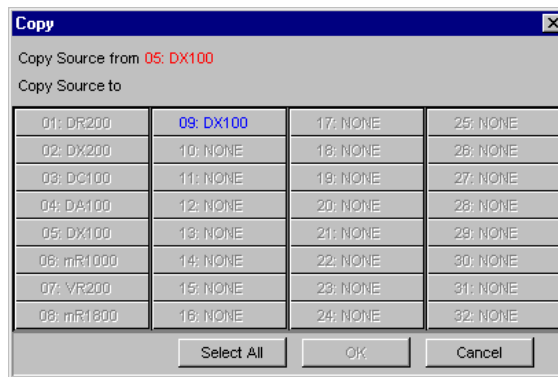 Copy
Copy Source from 05: DX100
Copy Source to
01: DR200 09: DX100 17: NONE 25: NONE
02: DX200 10: NONE 18: NONE 26: NONE
03: DC100 11: NONE 19: NONE 27: NONE
04: DA100 12: NONE 20: NONE 28: NONE
05: DX100 13: NONE 21: NONE 29: NONE
06: mR1000 14: NONE 22: NONE 30: NONE
07: VR200 15: NONE 23: NONE 31: NONE
08: mR1800 16: NONE 24: NONE 32: NONE
Select All OK Cancel